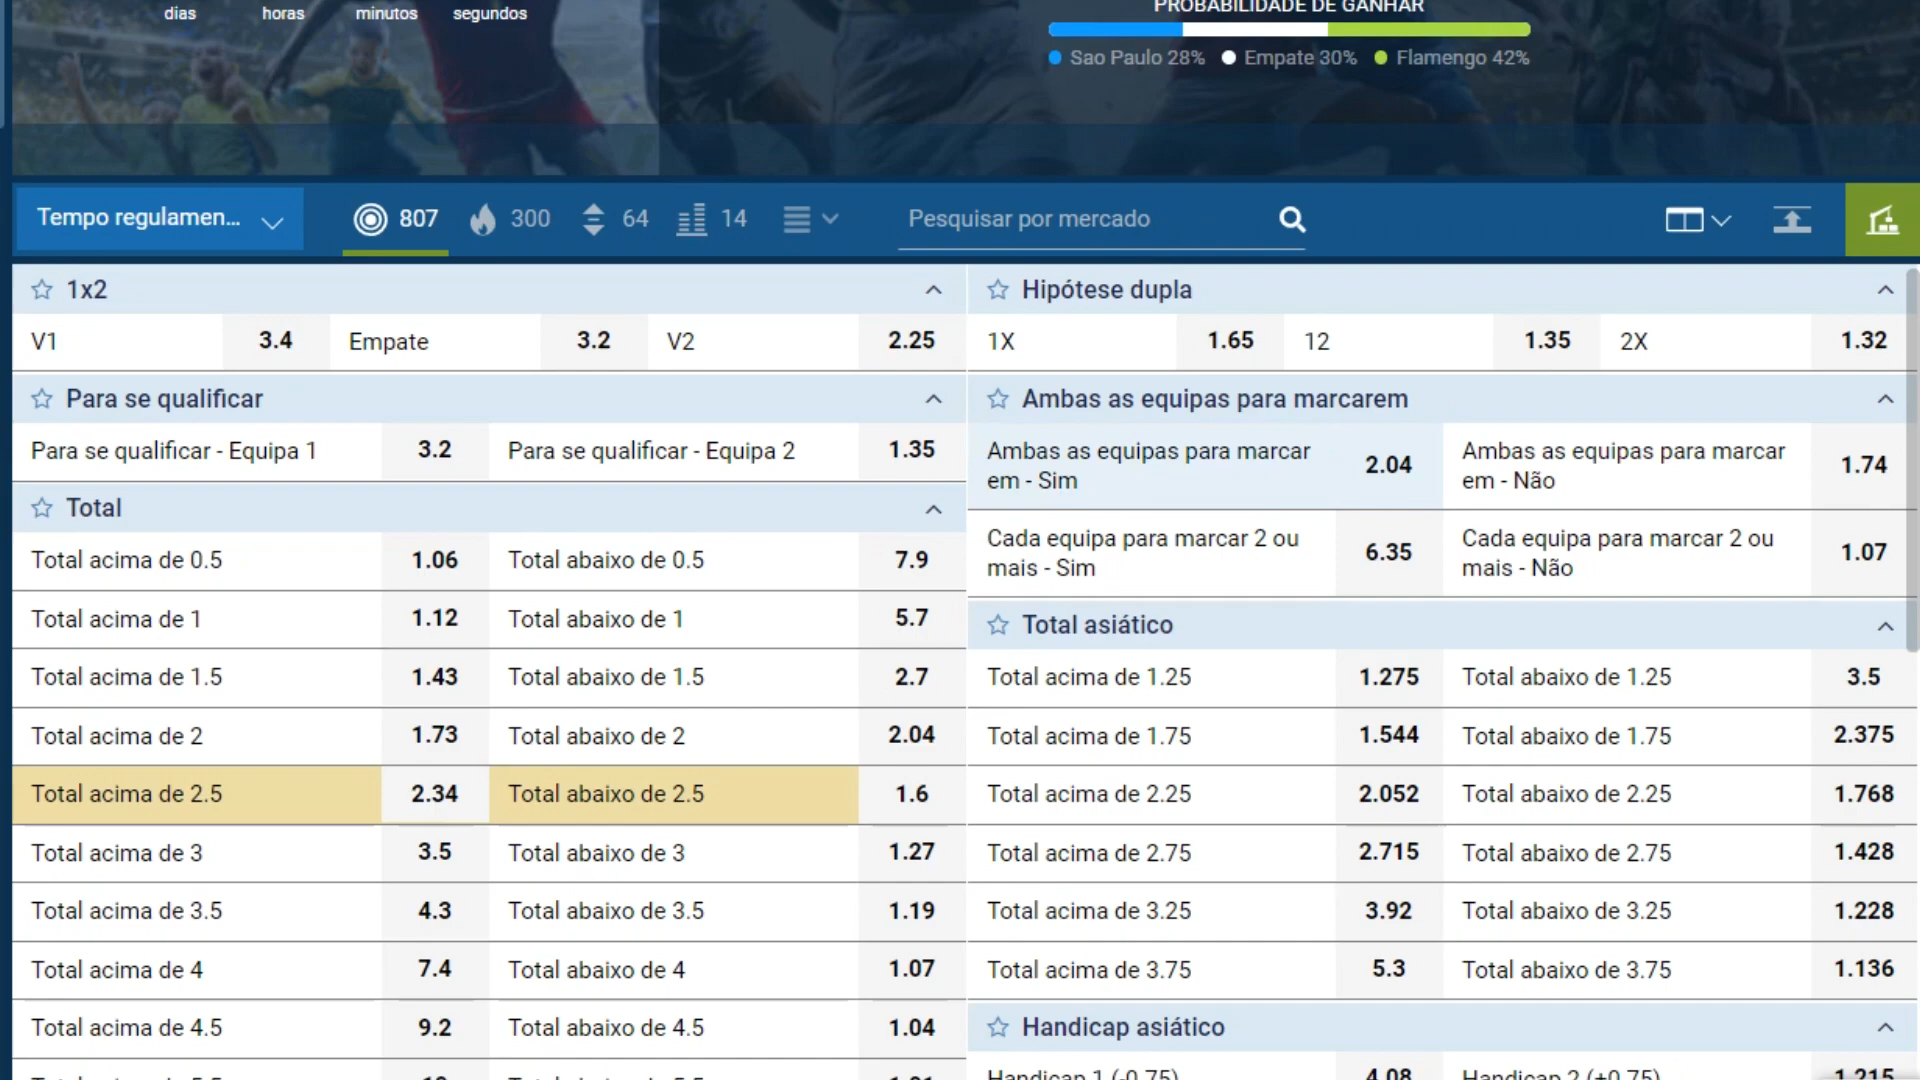 dias horas minutos segundos
PROBABILIDADE DE GANHAR
Sao Paulo 28% Empate 30% Flamengo 42%
Tempo regulamen... 807 300 64 14 Pesquisar por mercado
1x2
V1 3.4 Empate 3.2 V2 2.25
Para se qualificar
Para se qualificar - Equipa 1 3.2 Para se qualificar - Equipa 2 1.35
Total
Total acima de 0.5 1.06 Total abaixo de 0.5 7.9
Total acima de 1 1.12 Total abaixo de 1 5.7
Total acima de 1.5 1.43 Total abaixo de 1.5 2.7
Total acima de 2 1.73 Total abaixo de 2 2.04
Total acima de 2.5 2.34 Total abaixo de 2.5 1.6
Total acima de 3 3.5 Total abaixo de 3 1.27
Total acima de 3.5 4.3 Total abaixo de 3.5 1.19
Total acima de 4 7.4 Total abaixo de 4 1.07
Total acima de 4.5 9.2 Total abaixo de 4.5 1.04
Hipótese dupla
1X 1.65 12 1.35 2X 1.32
Ambas as equipas para marcarem
Ambas as equipas para marcar
em - Sim 2.04
Ambas as equipas para marcar
em - Não 1.74
Cada equipa para marcar 2 ou
mais - Sim 6.35
Cada equipa para marcar 2 ou
mais - Não 1.07
Total asiático
Total acima de 1.25 1.275 Total abaixo de 1.25 3.5
Total acima de 1.75 1.544 Total abaixo de 1.75 2.375
Total acima de 2.25 2.052 Total abaixo de 2.25 1.768
Total acima de 2.75 2.715 Total abaixo de 2.75 1.428
Total acima de 3.25 3.92 Total abaixo de 3.25 1.228
Total acima de 3.75 5.3 Total abaixo de 3.75 1.136
Handicap asiático
Handicap 1 (-0.75) 4.08 Handicap 2 (+0.75) 1.215